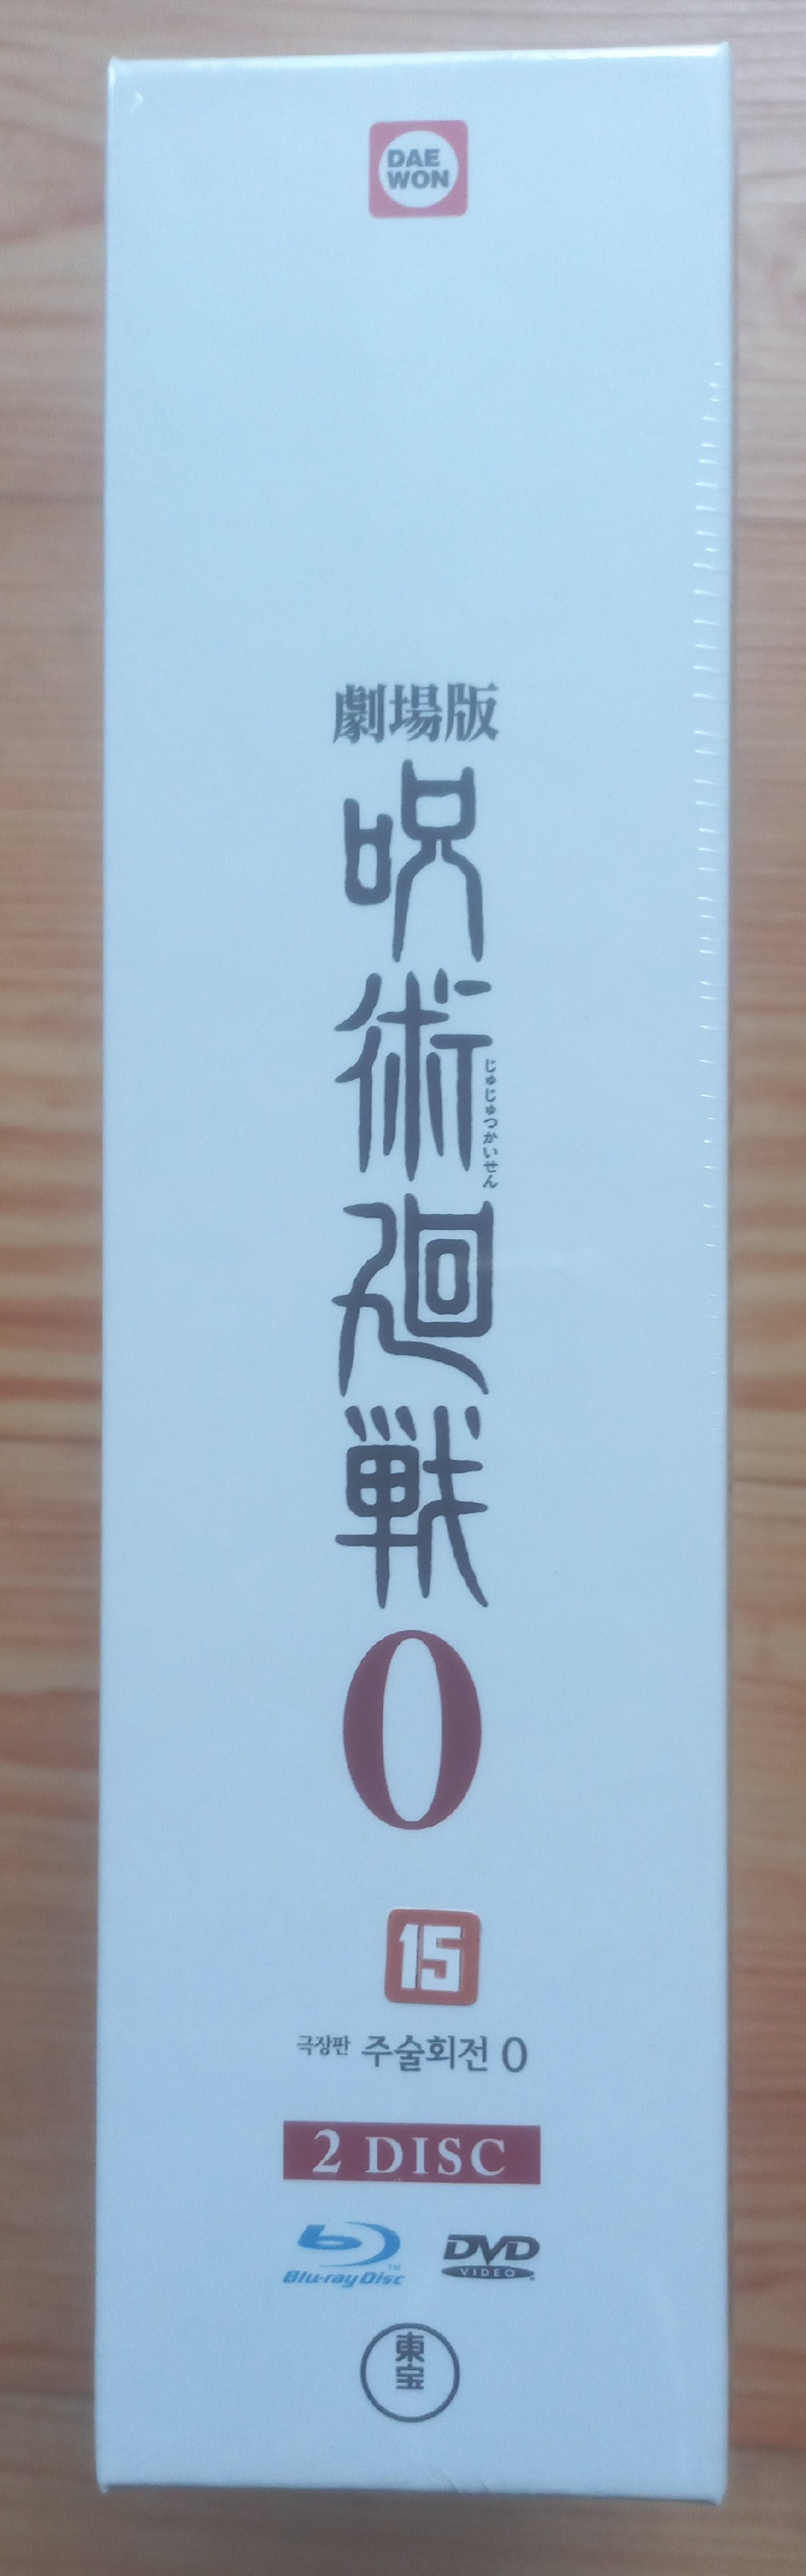 DAE
WON
劇場版
呪術廻戦
じゅじゅつかいせん
0
15
극장판 주술회전 0
2 DISC
Blu-ray Disc™ DVD
VIDEO
東宝